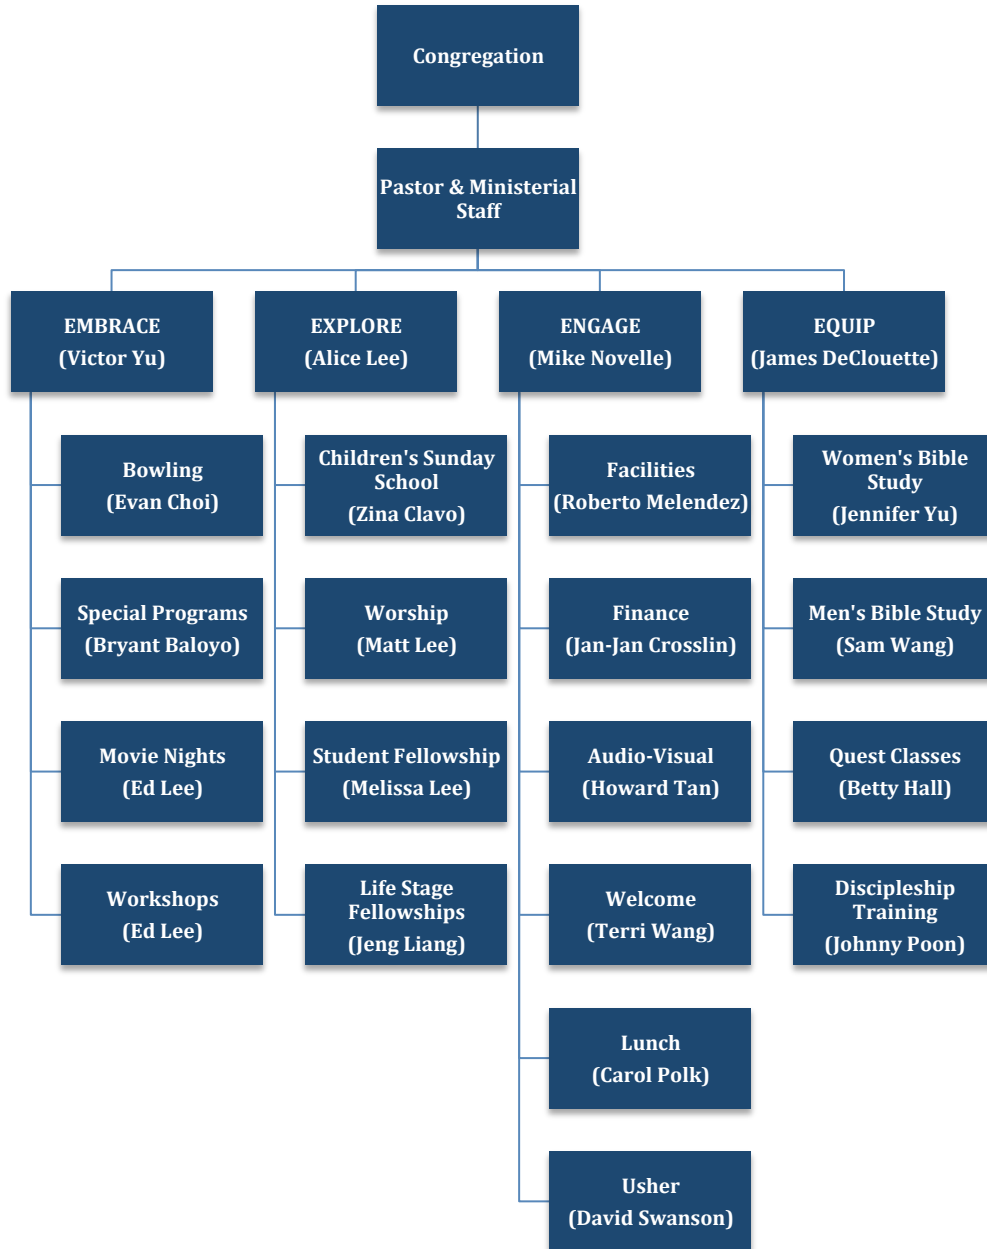 Congregation
Pastor & Ministerial
Staff
EMBRACE
(Victor Yu)
EXPLORE
(Alice Lee)
ENGAGE
(Mike Novelle)
EQUIP
(James DeClouette)
Bowling
(Evan Choi)
Special Programs
(Bryant Baloyo)
Movie Nights
(Ed Lee)
Workshops
(Ed Lee)
Children's Sunday
School
(Zina Clavo)
Worship
(Matt Lee)
Student Fellowship
(Melissa Lee)
Life Stage
Fellowships
(Jeng Liang)
Facilities
(Roberto Melendez)
Finance
(Jan-Jan Crosslin)
Audio-Visual
(Howard Tan)
Welcome
(Terri Wang)
Lunch
(Carol Polk)
Usher
(David Swanson)
Women's Bible
Study
(Jennifer Yu)
Men's Bible Study
(Sam Wang)
Quest Classes
(Betty Hall)
Discipleship
Training
(Johnny Poon)